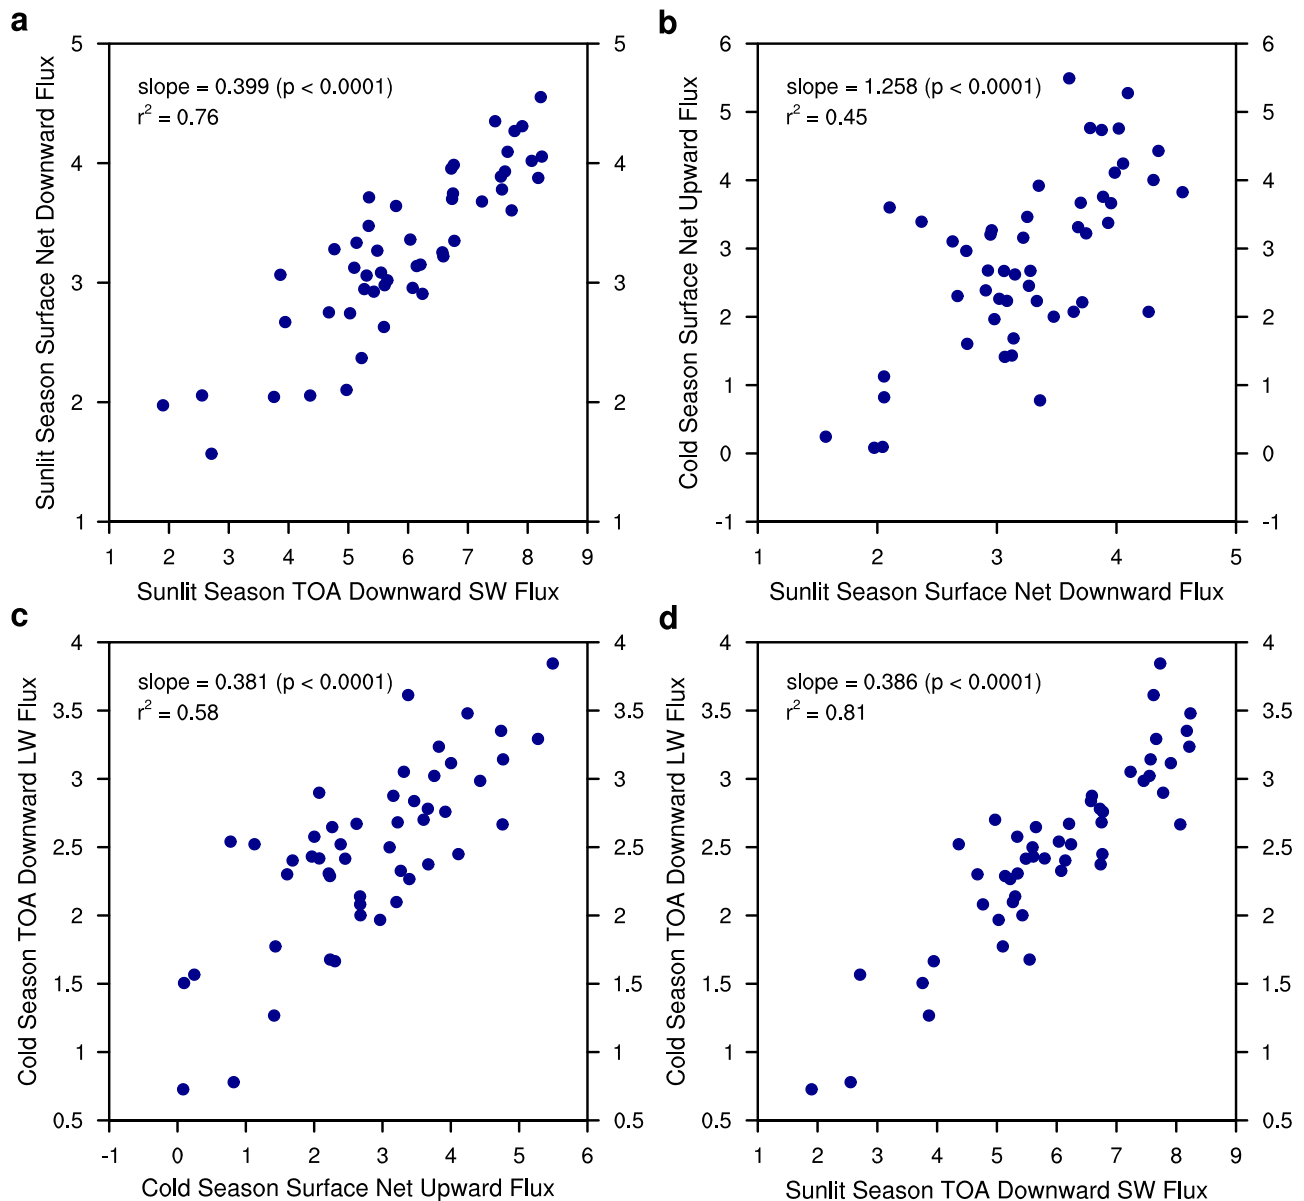 a
slope = 0.399 (p < 0.0001)
r² = 0.76
Sunlit Season Surface Net Downward Flux
5
4
3
2
1
5
4
3
2
1
1 2 3 4 5 6 7 8 9
Sunlit Season TOA Downward SW Flux
b
slope = 1.258 (p < 0.0001)
r² = 0.45
Cold Season Surface Net Upward Flux
6
5
4
3
2
1
0
-1
6
5
4
3
2
1
0
-1
1 2 3 4 5
Sunlit Season Surface Net Downward Flux
c
slope = 0.381 (p < 0.0001)
r² = 0.58
Cold Season TOA Downward LW Flux
4
3.5
3
2.5
2
1.5
1
0.5
4
3.5
3
2.5
2
1.5
1
0.5
-1 0 1 2 3 4 5 6
Cold Season Surface Net Upward Flux
d
slope = 0.386 (p < 0.0001)
r² = 0.81
Cold Season TOA Downward LW Flux
4
3.5
3
2.5
2
1.5
1
0.5
4
3.5
3
2.5
2
1.5
1
0.5
1 2 3 4 5 6 7 8 9
Sunlit Season TOA Downward SW Flux